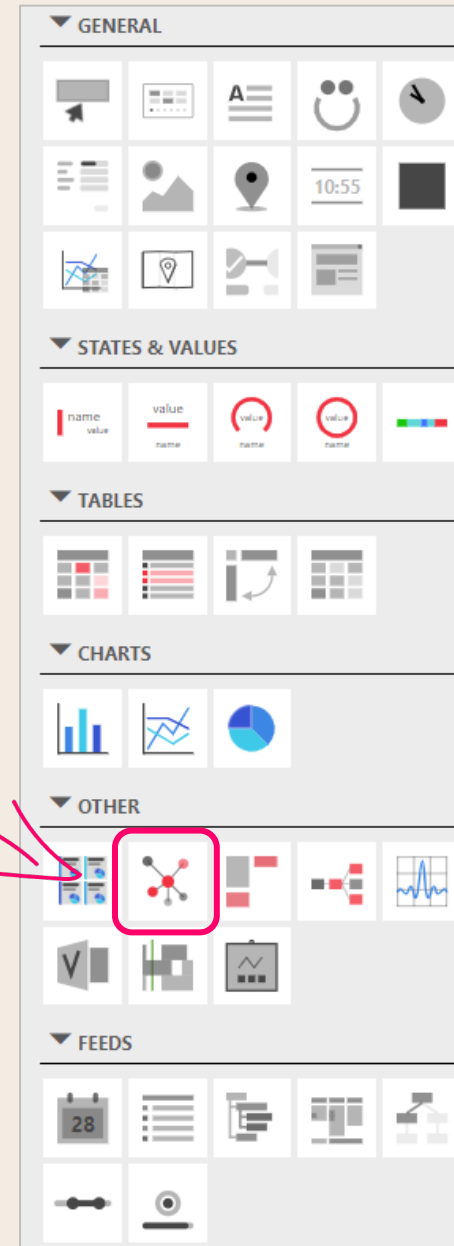 GENERAL
A
10:55
STATES & VALUES
name
value
value
name
value
name
value
name
TABLES
CHARTS
OTHER
V
FEEDS
28